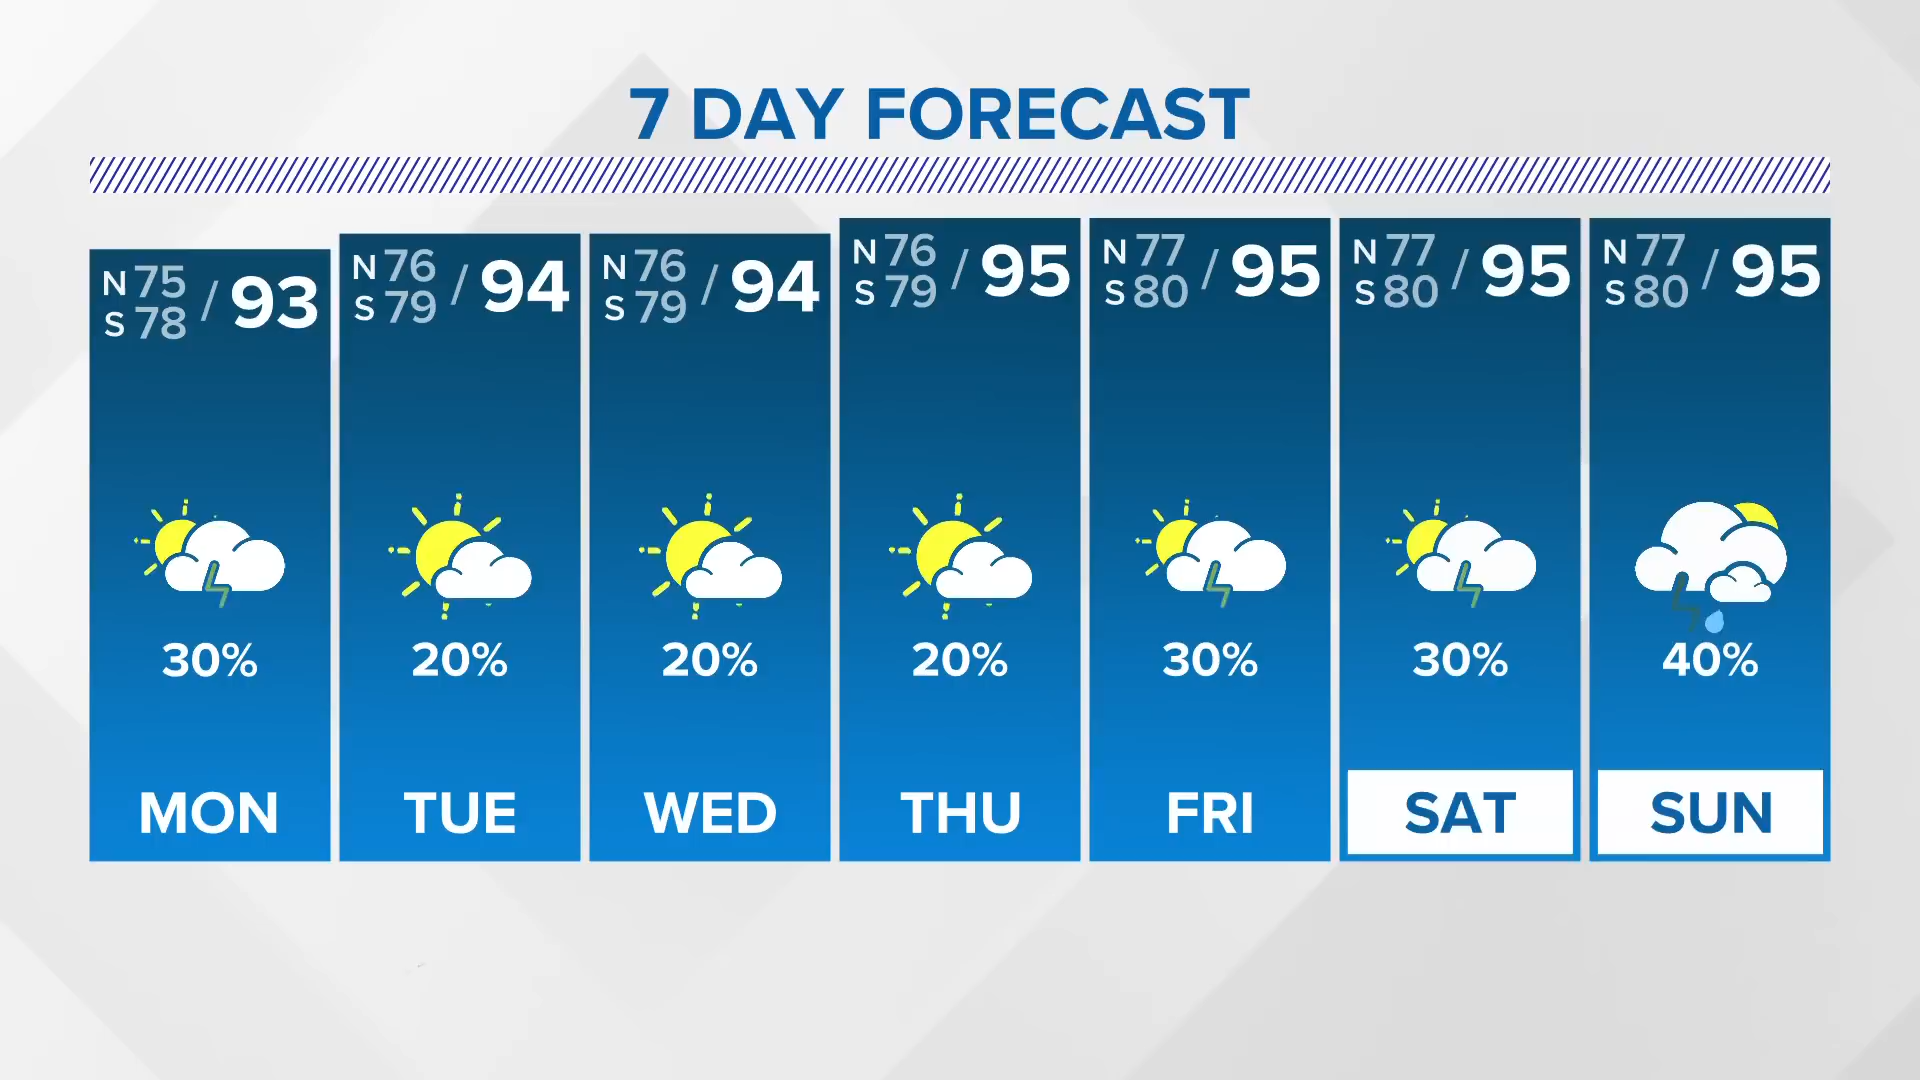 7 DAY FORECAST
N 75 / 93
S 78
N 76 / 94
S 79
N 76 / 94
S 79
N 76 / 95
S 79
N 77 / 95
S 80
N 77 / 95
S 80
N 77 / 95
S 80
30% 20% 20% 20% 30% 30% 40%
MON TUE WED THU FRI SAT SUN